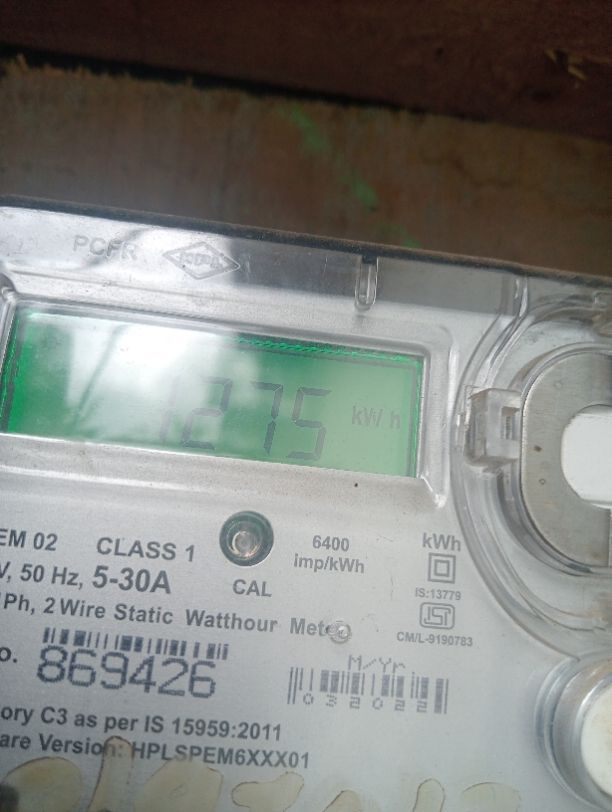 PCFR
1275 kWh
EM 02 CLASS 1
6400
imp/kWh
kWh
V, 50 Hz, 5-30A
CAL
IS:13779
Ph, 2 Wire Static Watthour Meter
CM/L-9190783
o. 869426
M/Yr
032022
ory C3 as per IS 15959:2011
are Version: HPLSPEM6XXX01